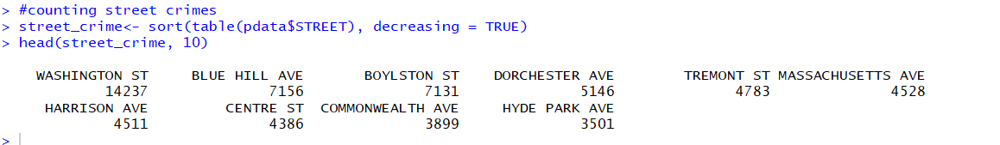 > #counting street crimes
> street_crime<- sort(table(pdata$STREET), decreasing = TRUE)
> head(street_crime, 10)
WASHINGTON ST BLUE HILL AVE BOYLSTON ST DORCHESTER AVE TREMONT ST MASSACHUSETTS AVE
14237 7156 7131 5146 4783 4528
HARRISON AVE CENTRE ST COMMONWEALTH AVE HYDE PARK AVE
4511 4386 3899 3501
>